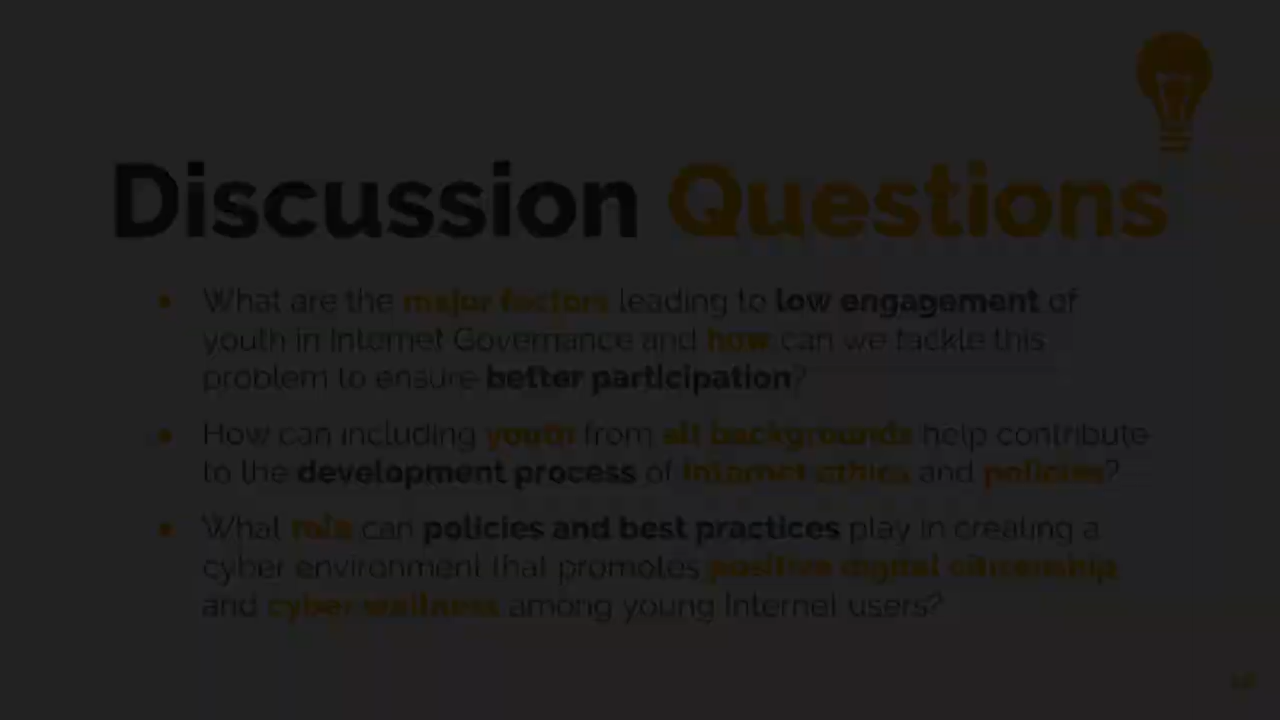 Discussion Questions
• What are the major factors leading to low engagement of
youth in Internet Governance and how can we tackle this
problem to ensure better participation?
• How can including youth from all backgrounds help contribute
to the development process of internet ethics and policies?
• What role can policies and best practices play in creating a
cyber environment that promotes positive digital citizenship
and cyber wellness among young Internet users?